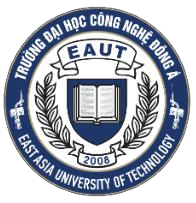 TRƯỜNG ĐẠI HỌC CÔNG NGHỆ ĐÔNG Á
EAUT
2008
EAST ASIA UNIVERSITY OF TECHNOLOGY